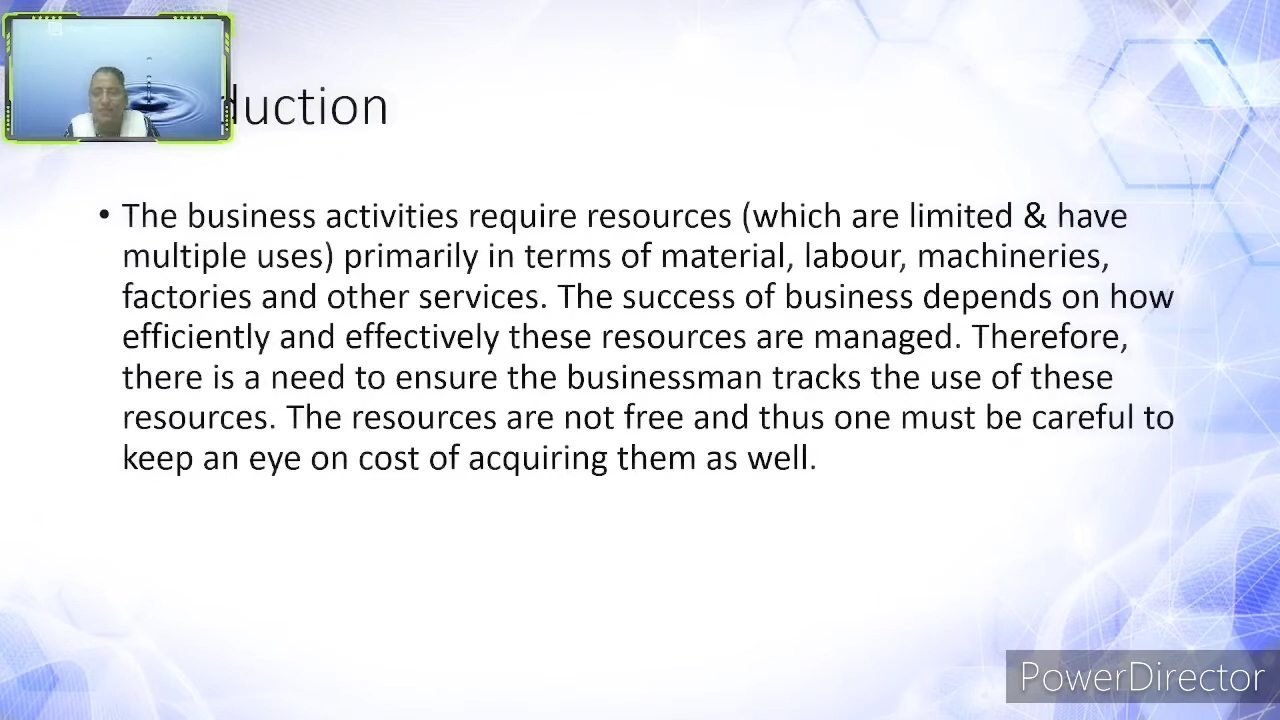 duction
• The business activities require resources (which are limited & have
multiple uses) primarily in terms of material, labour, machineries,
factories and other services. The success of business depends on how
efficiently and effectively these resources are managed. Therefore,
there is a need to ensure the businessman tracks the use of these
resources. The resources are not free and thus one must be careful to
keep an eye on cost of acquiring them as well.
PowerDirector